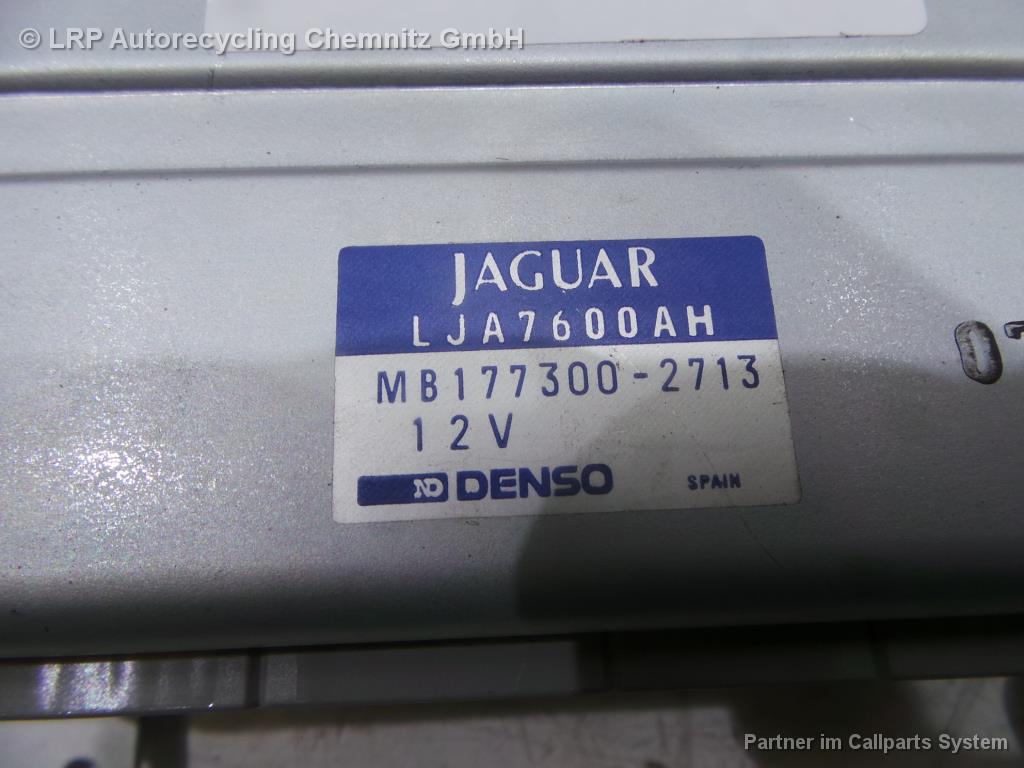 © LRP Autorecycling Chemnitz GmbH
JAGUAR
LJA7600AH
MB177300-2713
12V
ND DENSO SPAIN
Partner im Callparts System